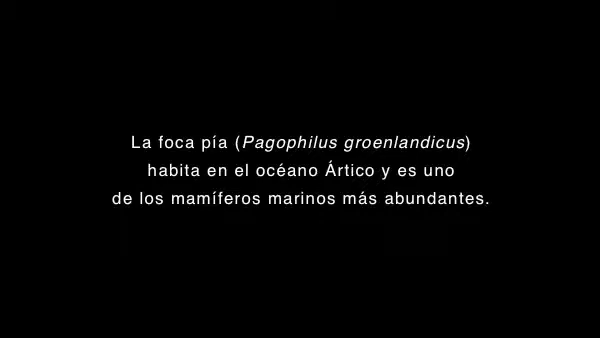 La foca pía (Pagophilus groenlandicus)
habita en el océano Ártico y es uno
de los mamíferos marinos más abundantes.